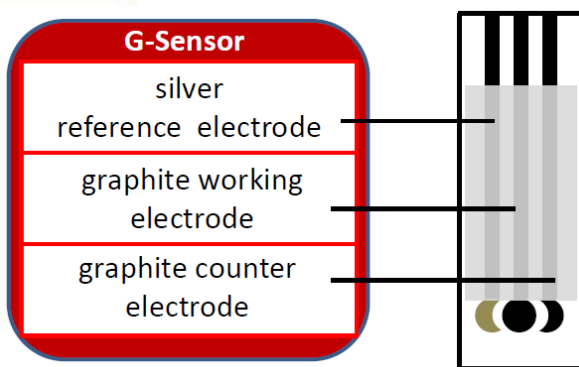 G-Sensor
silver
reference electrode
graphite working
electrode
graphite counter
electrode